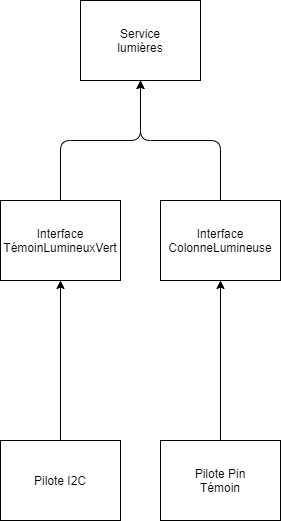 Service
lumières
Interface
TémoinLumineuxVert
Interface
ColonneLumineuse
Pilote I2C
Pilote Pin
Témoin